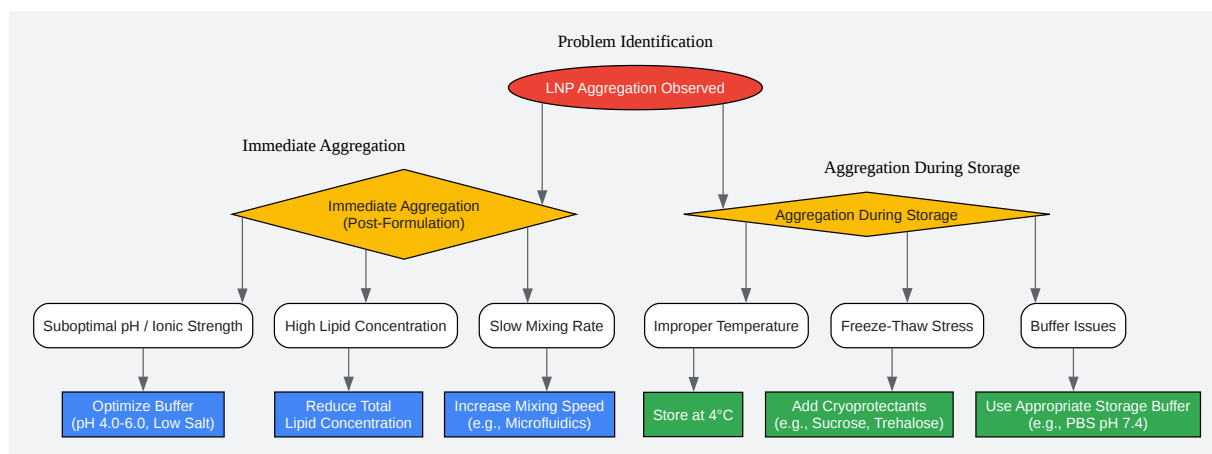 Problem Identification
LNP Aggregation Observed
Immediate Aggregation
Aggregation During Storage
Immediate Aggregation
(Post-Formulation)
Aggregation During Storage
Suboptimal pH / Ionic Strength
High Lipid Concentration
Slow Mixing Rate
Improper Temperature
Freeze-Thaw Stress
Buffer Issues
Optimize Buffer
(pH 4.0-6.0, Low Salt)
Reduce Total
Lipid Concentration
Increase Mixing Speed
(e.g., Microfluidics)
Store at 4°C
Add Cryoprotectants
(e.g., Sucrose, Trehalose)
Use Appropriate Storage Buffer
(e.g., PBS pH 7.4)